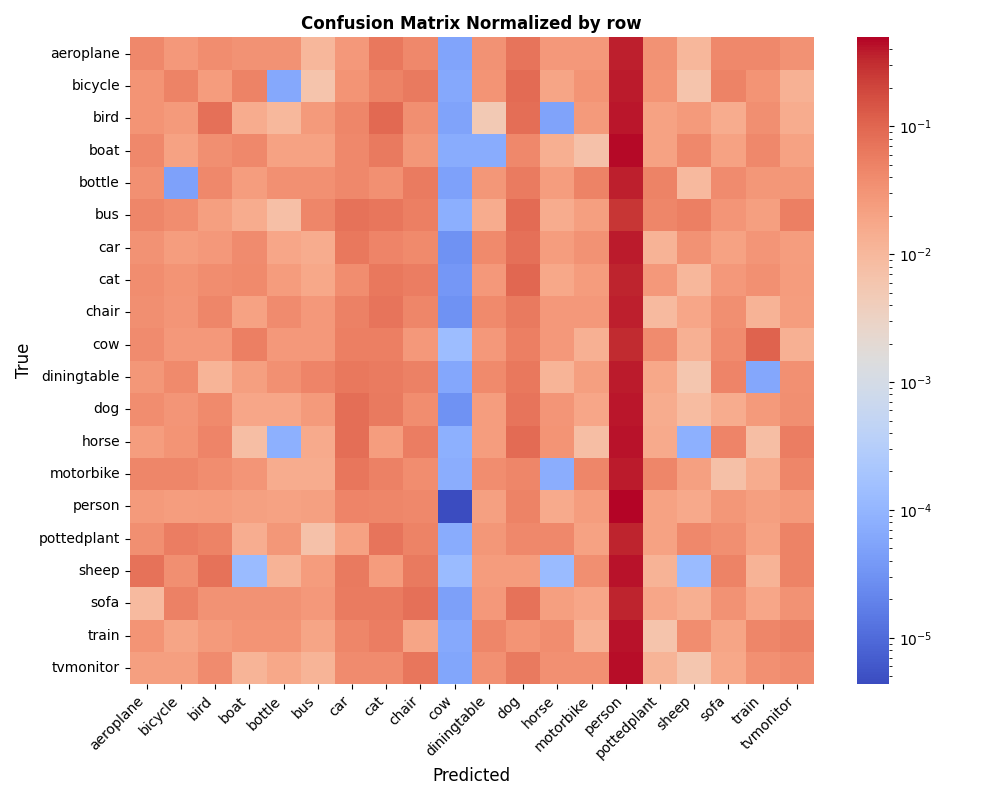 Confusion Matrix Normalized by row
True
aeroplane
bicycle
bird
boat
bottle
bus
car
cat
chair
cow
diningtable
dog
horse
motorbike
person
pottedplant
sheep
sofa
train
tvmonitor
aeroplane
bicycle
bird
boat
bottle
bus
car
cat
chair
cow
diningtable
dog
horse
motorbike
person
pottedplant
sheep
sofa
train
tvmonitor
Predicted
10⁻¹
10⁻²
10⁻³
10⁻⁴
10⁻⁵